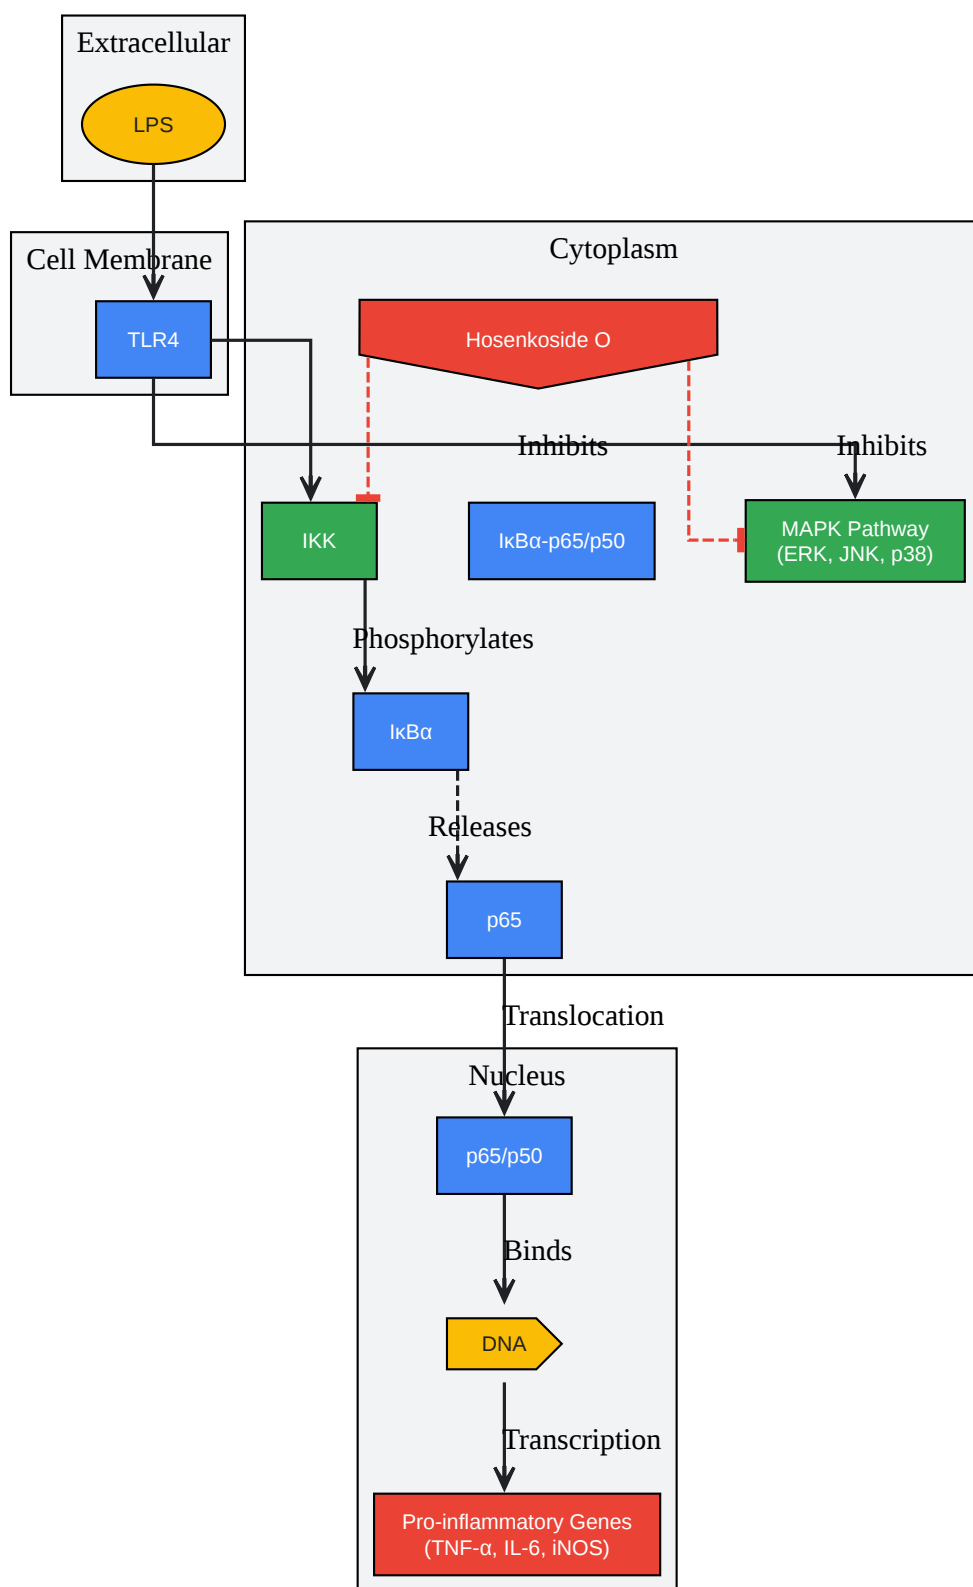 Extracellular
LPS
Cell Membrane
TLR4
Cytoplasm
Hosenkoside O
Inhibits
Inhibits
IKK
IκBα-p65/p50
MAPK Pathway
(ERK, JNK, p38)
Phosphorylates
IκBα
Releases
p65
Translocation
Nucleus
p65/p50
Binds
DNA
Transcription
Pro-inflammatory Genes
(TNF-α, IL-6, iNOS)